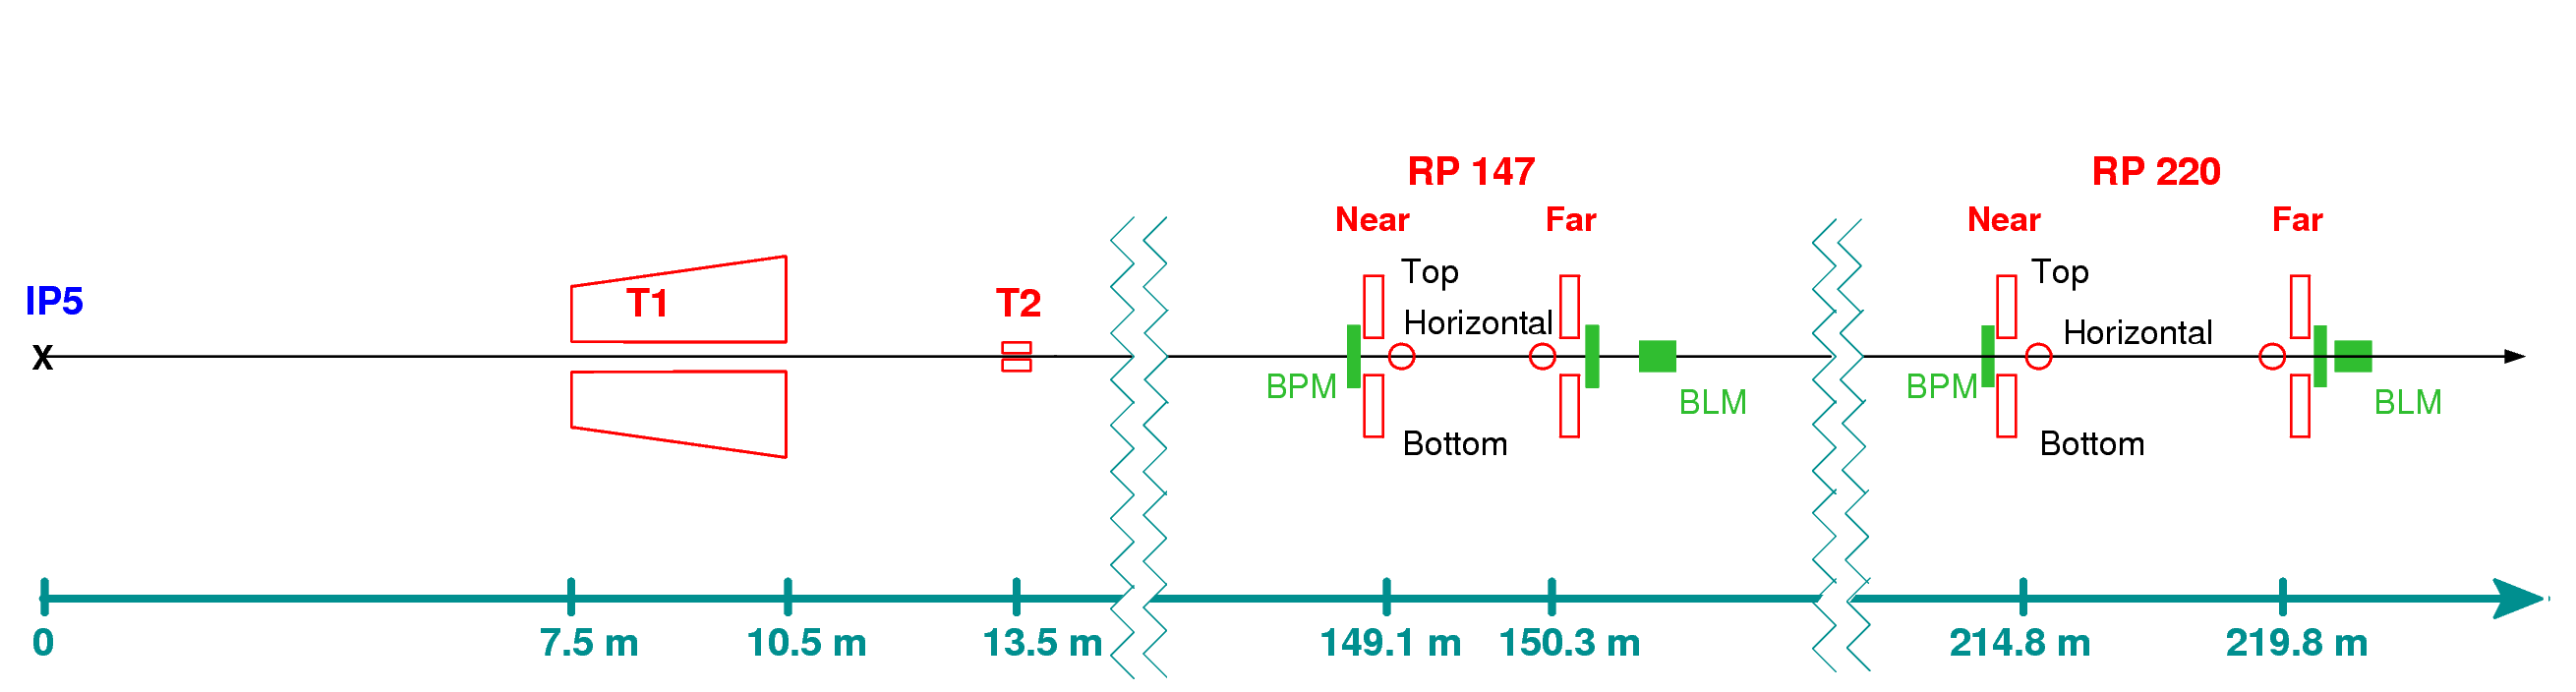 RP 147
RP 220
Near
Far
Near
Far
Top
Top
IP5
T1
T2
Horizontal
Horizontal
X
BPM
BLM
BPM
BLM
Bottom
Bottom
0
7.5 m
10.5 m
13.5 m
149.1 m
150.3 m
214.8 m
219.8 m